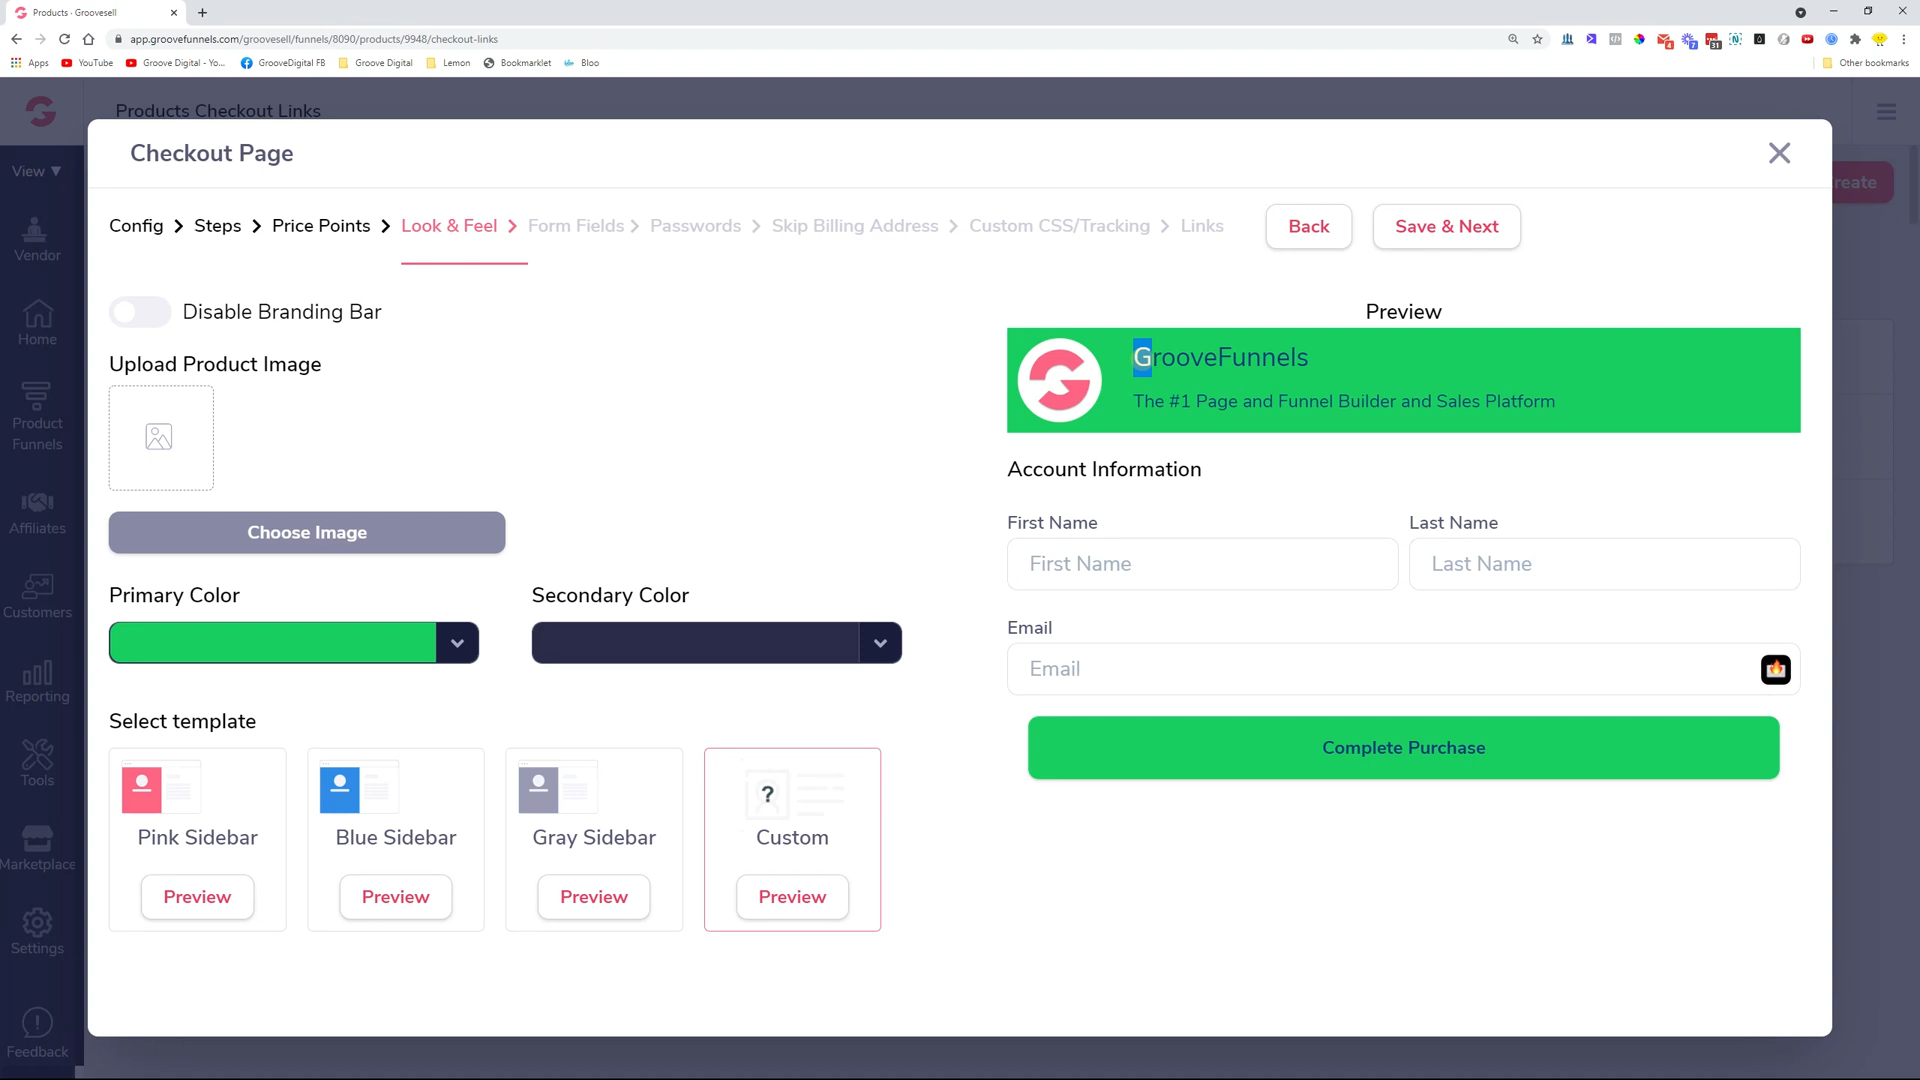 Products - Groovesell
app.groovefunnels.com/groovesell/funnels/8090/products/9948/checkout-links
4
7
31
Apps
YouTube
Groove Digital - Yo...
GrooveDigital FB
Groove Digital
Lemon
Bookmarklet
Bloo
Other bookmarks
Products Checkout Links
View ▼
Vendor
Home
Product
Funnels
Affiliates
Customers
Reporting
Tools
Marketplace
Settings
Feedback
reate
Checkout Page
Config > Steps > Price Points > Look & Feel > Form Fields > Passwords > Skip Billing Address > Custom CSS/Tracking > Links
Back
Save & Next
Disable Branding Bar
Upload Product Image
Choose Image
Primary Color
Secondary Color
Select template
Pink Sidebar
Preview
Blue Sidebar
Preview
Gray Sidebar
Preview
?
Custom
Preview
Preview
GrooveFunnels
The #1 Page and Funnel Builder and Sales Platform
Account Information
First Name
First Name
Last Name
Last Name
Email
Email
Complete Purchase